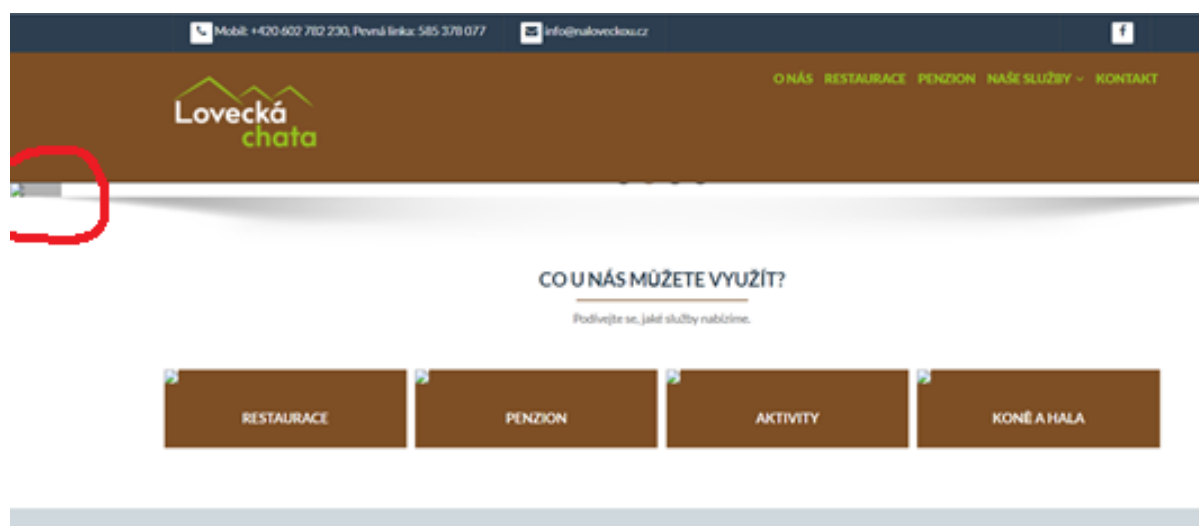 Mobil: +420 602 782 230, Pevná linka: 585 378 077 info@naloveckou.cz
O NÁS RESTAURACE PENZION NAŠE SLUŽBY KONTAKT
Lovecká
chata
CO U NÁS MŮŽETE VYUŽÍT?
Podívejte se, jaké služby nabízíme.
RESTAURACE PENZION AKTIVITY KONĚ A HALA